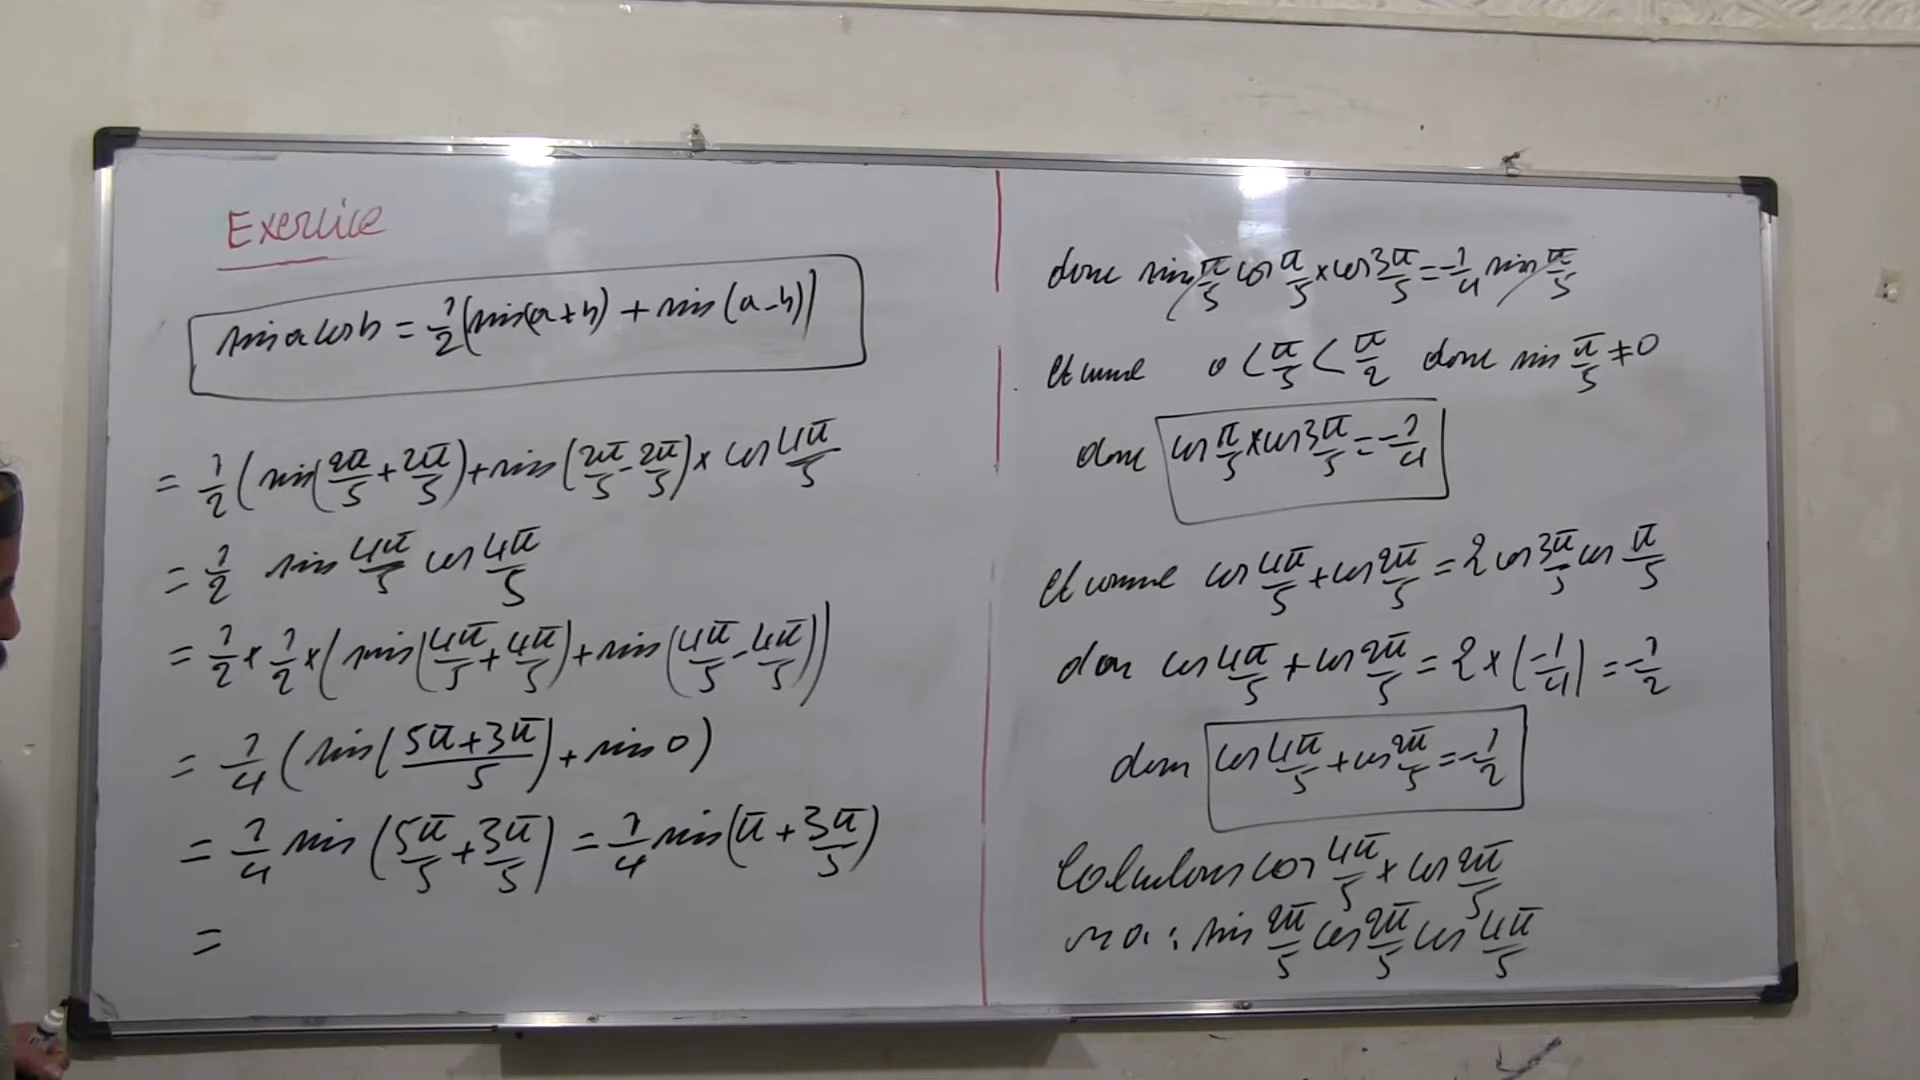 Exercice
sin a cos b = 1/2 (sin(a+b) + sin(a-b))
= 1/2 (sin(2π/5 + 2π/5) + sin(2π/5 - 2π/5) × cos 4π/5
= 1/2 sin 4π/5 cos 4π/5
= 1/2 × 1/2 × (sin(4π/5 + 4π/5) + sin(4π/5 - 4π/5))
= 1/4 (sin((5π+3π)/5) + sin 0)
= 1/4 sin(5π/5 + 3π/5) = 1/4 sin(π + 3π/5)
=
donc sin π/5 cos π/5 × cos 3π/5 = -1/4 sin π/5
et comme 0 < π/5 < π/2 donc sin π/5 ≠ 0
donc cos π/5 × cos 3π/5 = -1/4
et comme cos 4π/5 + cos 2π/5 = 2 cos 3π/5 cos π/5
don cos 4π/5 + cos 2π/5 = 2 × (-1/4) = -1/2
donc cos 4π/5 + cos 2π/5 = -1/2
Calculons cos 4π/5 × cos 2π/5
on a : sin 2π/5 cos 2π/5 cos 4π/5